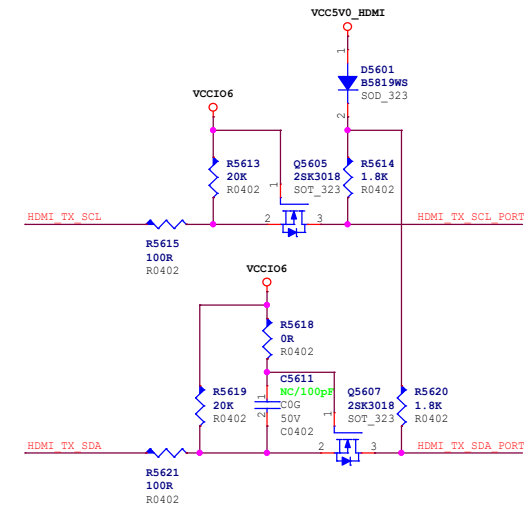 VCC5V0_HDMI
1
D5601
B5819WS
SOD_323
2
VCCIO6
R5613
20K
R0402
Q5605
2SK3018
SOT_323
1
2
3
R5614
1.8K
R0402
HDMI_TX_SCL
HDMI_TX_SCL_PORT
R5615
100R
R0402
VCCIO6
R5618
0R
R0402
R5619
20K
R0402
C5611
NC/100pF
C0G
50V
C0402
1
2
Q5607
2SK3018
SOT_323
1
2
3
R5620
1.8K
R0402
HDMI_TX_SDA
HDMI_TX_SDA_PORT
R5621
100R
R0402